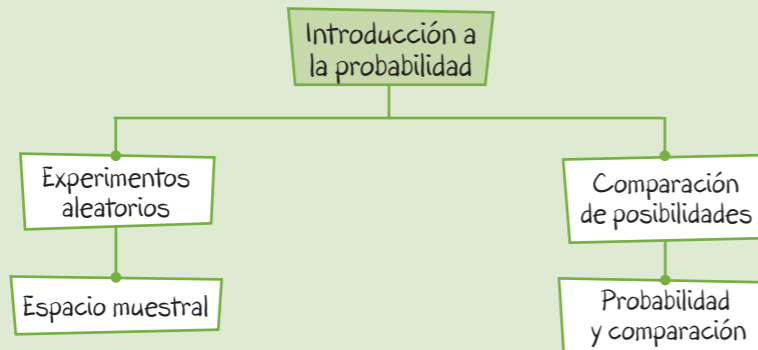 Introducción a
la probabilidad
Experimentos
aleatorios
Espacio muestral
Comparación
de posibilidades
Probabilidad
y comparación